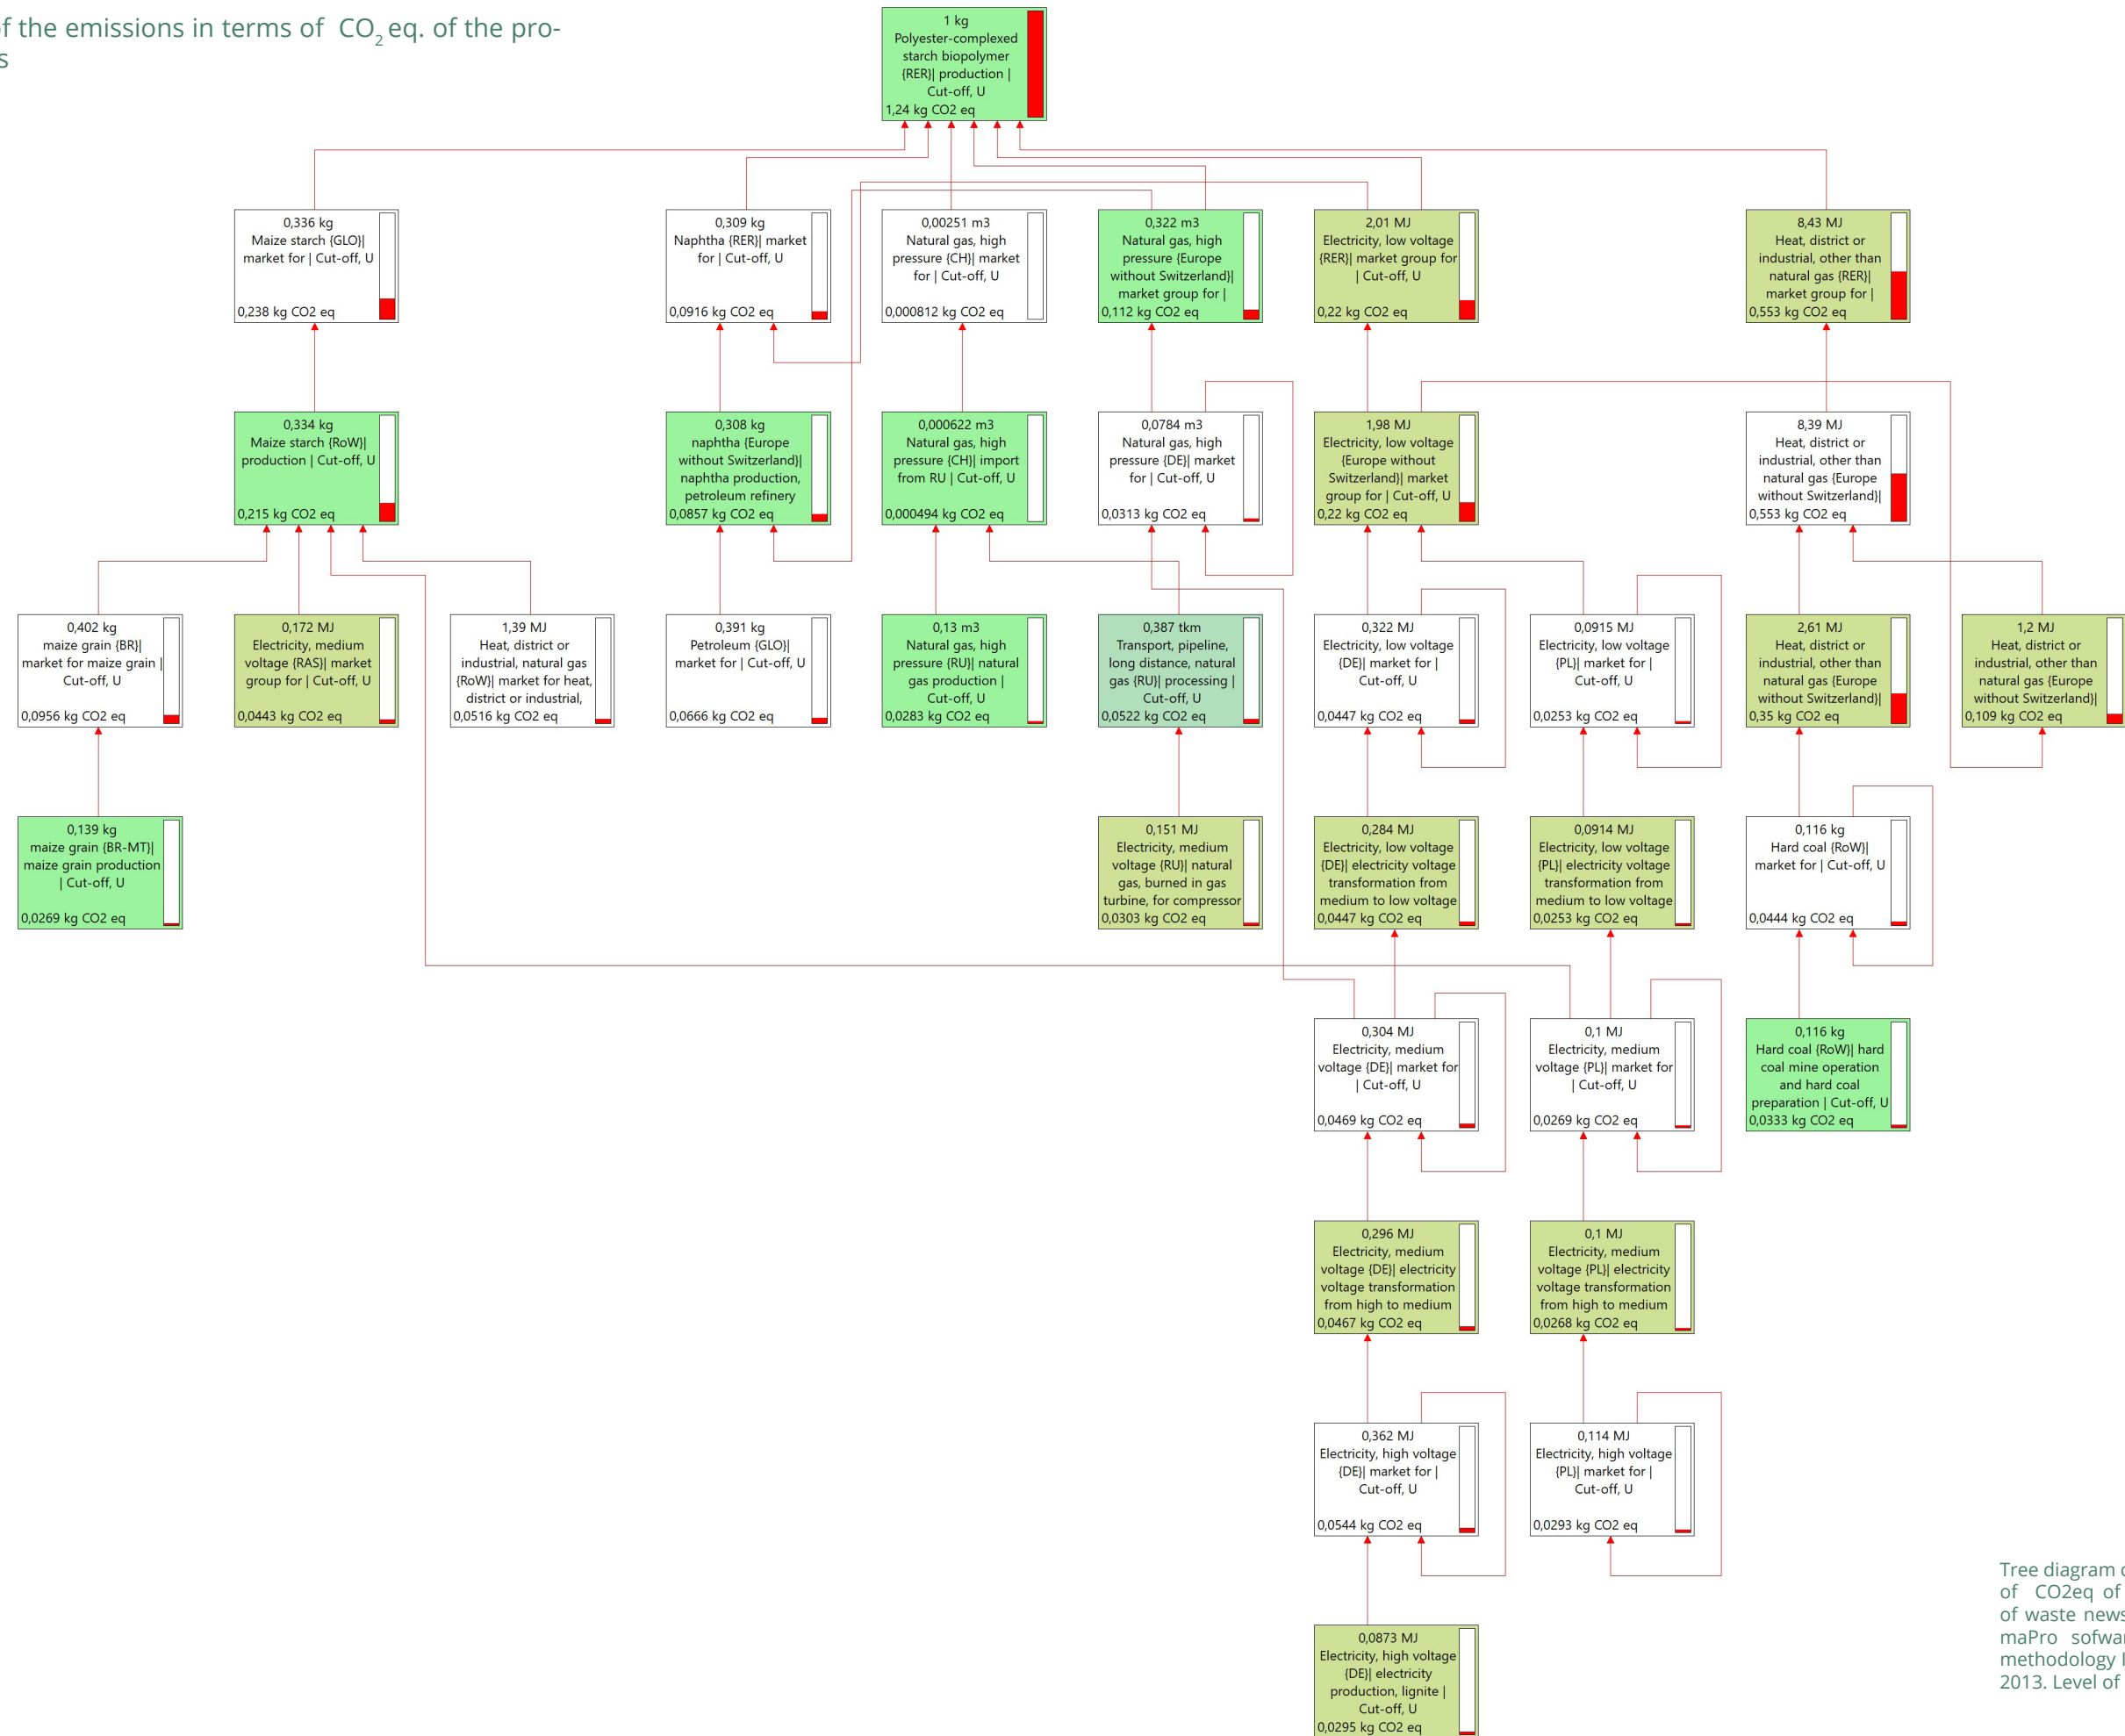 of the emissions in terms of CO2 eq. of the pro-
s
1 kg
Polyester-complexed
starch biopolymer
{RER}| production |
Cut-off, U
1,24 kg CO2 eq
0,336 kg
Maize starch {GLO}|
market for | Cut-off, U
0,238 kg CO2 eq
0,309 kg
Naphtha {RER}| market
for | Cut-off, U
0,0916 kg CO2 eq
0,00251 m3
Natural gas, high
pressure {CH}| market
for | Cut-off, U
0,000812 kg CO2 eq
0,322 m3
Natural gas, high
pressure {Europe
without Switzerland}|
market group for |
0,112 kg CO2 eq
2,01 MJ
Electricity, low voltage
{RER}| market group for
| Cut-off, U
0,22 kg CO2 eq
8,43 MJ
Heat, district or
industrial, other than
natural gas {RER}|
market group for |
0,553 kg CO2 eq
0,334 kg
Maize starch {RoW}|
production | Cut-off, U
0,215 kg CO2 eq
0,308 kg
naphtha {Europe
without Switzerland}|
naphtha production,
petroleum refinery
0,0857 kg CO2 eq
0,000622 m3
Natural gas, high
pressure {CH}| import
from RU | Cut-off, U
0,000494 kg CO2 eq
0,0784 m3
Natural gas, high
pressure {DE}| market
for | Cut-off, U
0,0313 kg CO2 eq
1,98 MJ
Electricity, low voltage
{Europe without
Switzerland}| market
group for | Cut-off, U
0,22 kg CO2 eq
8,39 MJ
Heat, district or
industrial, other than
natural gas {Europe
without Switzerland}|
0,553 kg CO2 eq
0,402 kg
maize grain {BR}|
market for maize grain |
Cut-off, U
0,0956 kg CO2 eq
0,172 MJ
Electricity, medium
voltage {RAS}| market
group for | Cut-off, U
0,0443 kg CO2 eq
1,39 MJ
Heat, district or
industrial, natural gas
{RoW}| market for heat,
district or industrial,
0,0516 kg CO2 eq
0,391 kg
Petroleum {GLO}|
market for | Cut-off, U
0,0666 kg CO2 eq
0,13 m3
Natural gas, high
pressure {RU}| natural
gas production |
Cut-off, U
0,0283 kg CO2 eq
0,387 tkm
Transport, pipeline,
long distance, natural
gas {RU}| processing |
Cut-off, U
0,0522 kg CO2 eq
0,322 MJ
Electricity, low voltage
{DE}| market for |
Cut-off, U
0,0447 kg CO2 eq
0,0915 MJ
Electricity, low voltage
{PL}| market for |
Cut-off, U
0,0253 kg CO2 eq
2,61 MJ
Heat, district or
industrial, other than
natural gas {Europe
without Switzerland}|
0,35 kg CO2 eq
1,2 MJ
Heat, district or
industrial, other than
natural gas {Europe
without Switzerland}|
0,109 kg CO2 eq
0,139 kg
maize grain {BR-MT}|
maize grain production
| Cut-off, U
0,0269 kg CO2 eq
0,151 MJ
Electricity, medium
voltage {RU}| natural
gas, burned in gas
turbine, for compressor
0,0303 kg CO2 eq
0,284 MJ
Electricity, low voltage
{DE}| electricity voltage
transformation from
medium to low voltage
0,0447 kg CO2 eq
0,0914 MJ
Electricity, low voltage
{PL}| electricity voltage
transformation from
medium to low voltage
0,0253 kg CO2 eq
0,116 kg
Hard coal {RoW}|
market for | Cut-off, U
0,0444 kg CO2 eq
0,304 MJ
Electricity, medium
voltage {DE}| market for
| Cut-off, U
0,0469 kg CO2 eq
0,1 MJ
Electricity, medium
voltage {PL}| market for
| Cut-off, U
0,0269 kg CO2 eq
0,116 kg
Hard coal {RoW}| hard
coal mine operation
and hard coal
preparation | Cut-off, U
0,0333 kg CO2 eq
0,296 MJ
Electricity, medium
voltage {DE}| electricity
voltage transformation
from high to medium
0,0467 kg CO2 eq
0,1 MJ
Electricity, medium
voltage {PL}| electricity
voltage transformation
from high to medium
0,0268 kg CO2 eq
0,362 MJ
Electricity, high voltage
{DE}| market for |
Cut-off, U
0,0544 kg CO2 eq
0,114 MJ
Electricity, high voltage
{PL}| market for |
Cut-off, U
0,0293 kg CO2 eq
0,0873 MJ
Electricity, high voltage
{DE}| electricity
production, lignite |
Cut-off, U
0,0295 kg CO2 eq
Tree diagram
of CO2eq of
of waste news
maPro sofwa
methodology
2013. Level of